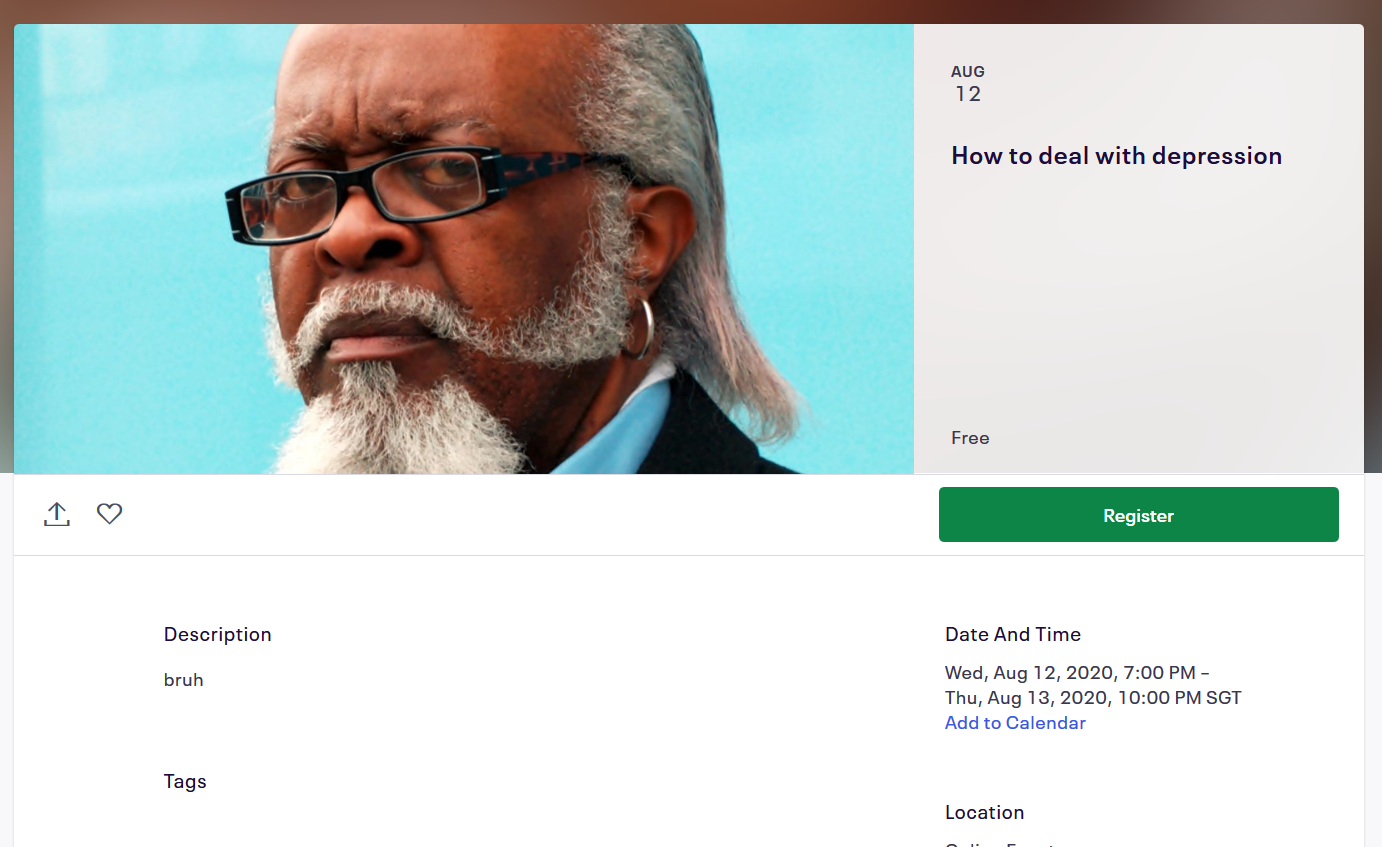 AUG
12
How to deal with depression
Free
Register
Description
bruh
Date And Time
Wed, Aug 12, 2020, 7:00 PM –
Thu, Aug 13, 2020, 10:00 PM SGT
Add to Calendar
Tags
Location